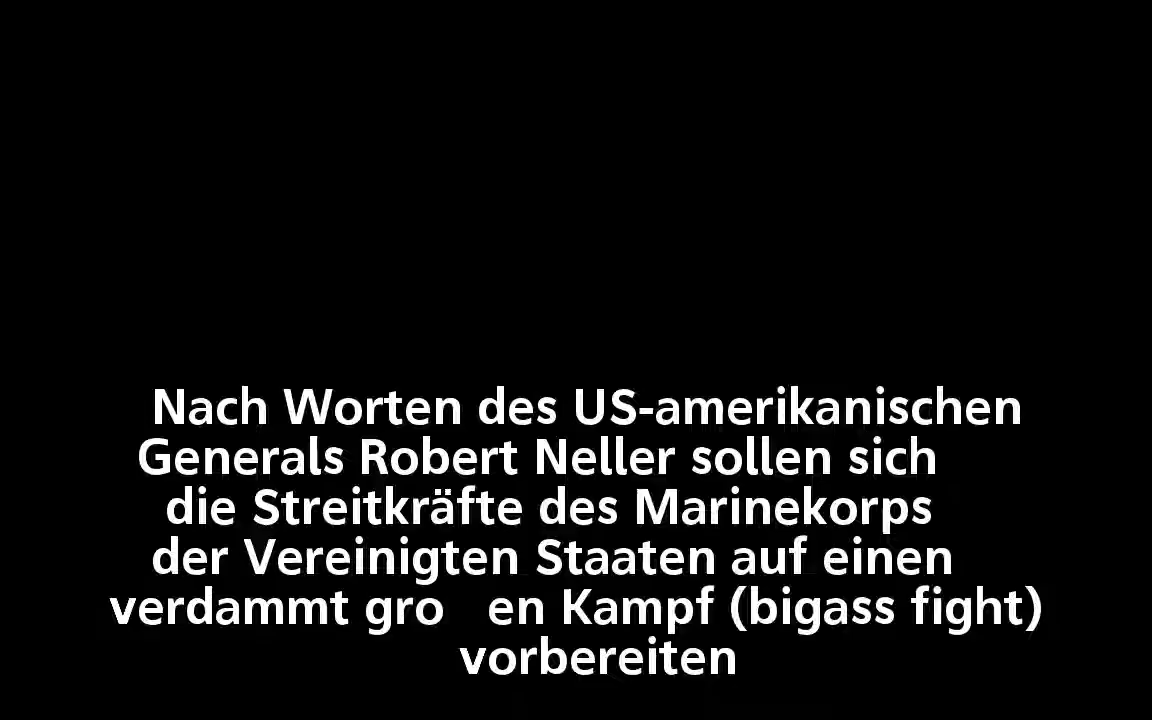 Nach Worten des US-amerikanischen
Generals Robert Neller sollen sich
die Streitkräfte des Marinekorps
der Vereinigten Staaten auf einen
verdammt gro en Kampf (bigass fight)
vorbereiten